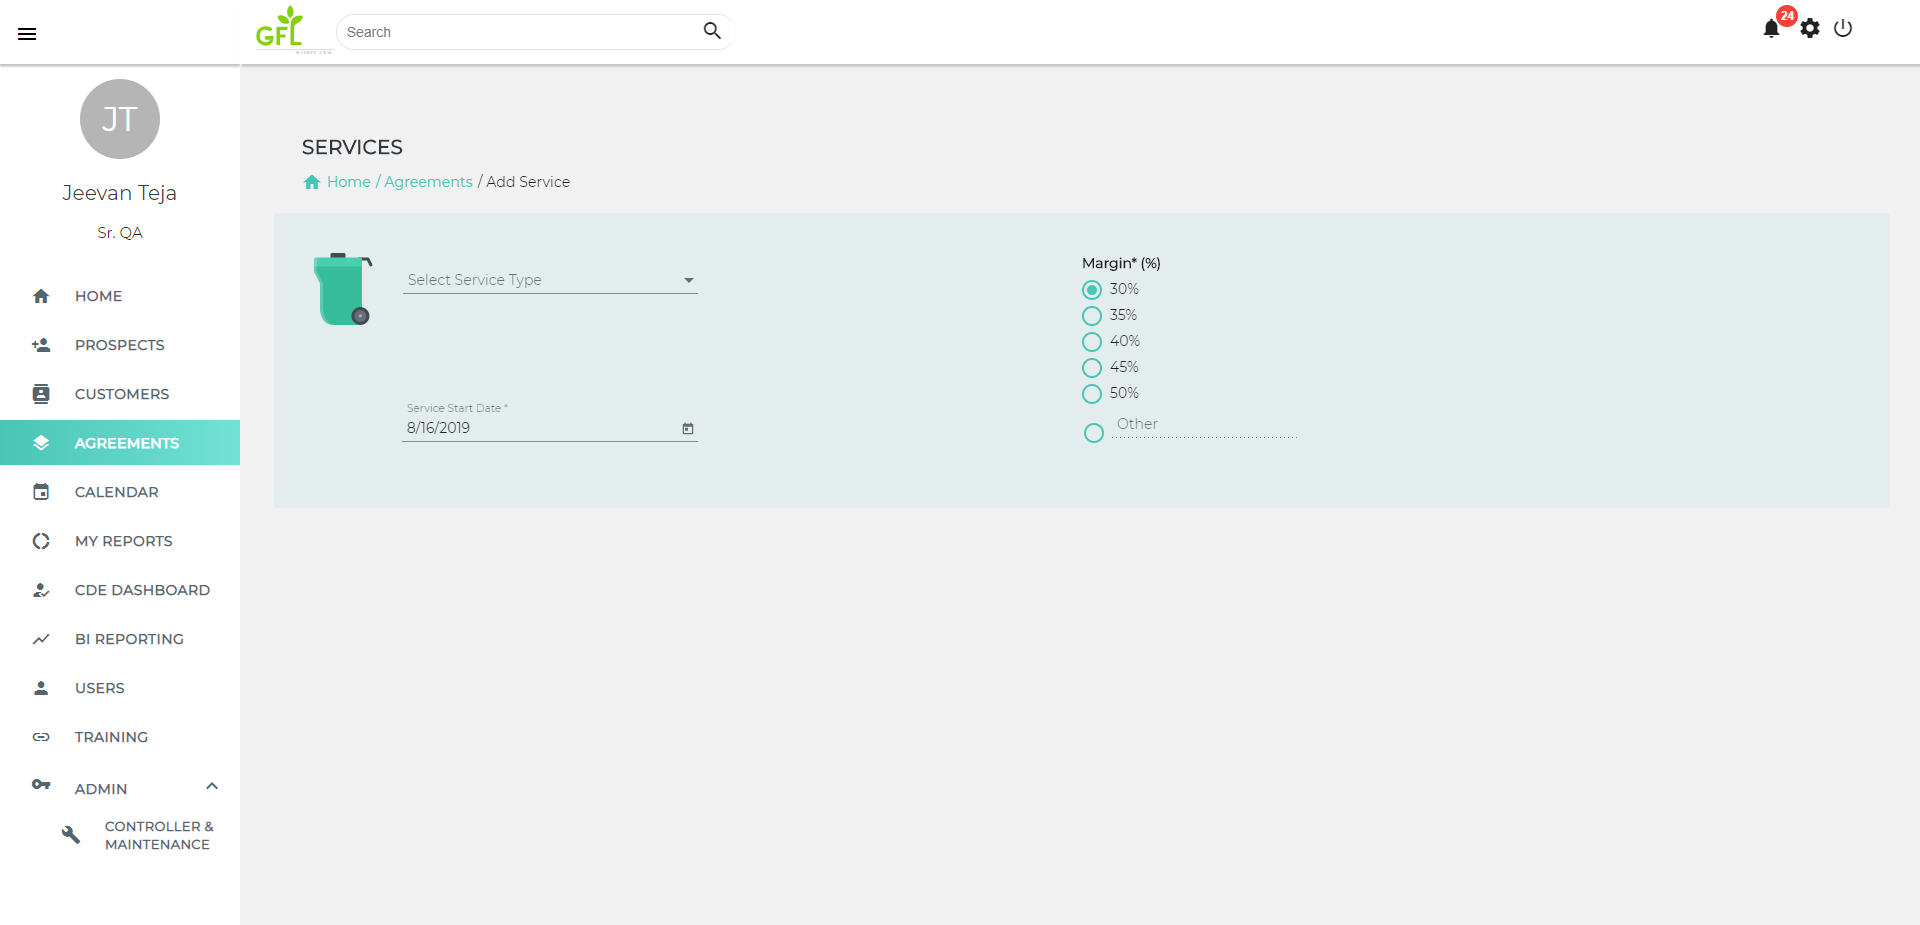 GFL
Search
24
JT
Jeevan Teja
Sr. QA
HOME
PROSPECTS
CUSTOMERS
AGREEMENTS
CALENDAR
MY REPORTS
CDE DASHBOARD
BI REPORTING
USERS
TRAINING
ADMIN
CONTROLLER &
MAINTENANCE
SERVICES
Home / Agreements / Add Service
Select Service Type
Service Start Date *
8/16/2019
Margin* (%)
30%
35%
40%
45%
50%
Other